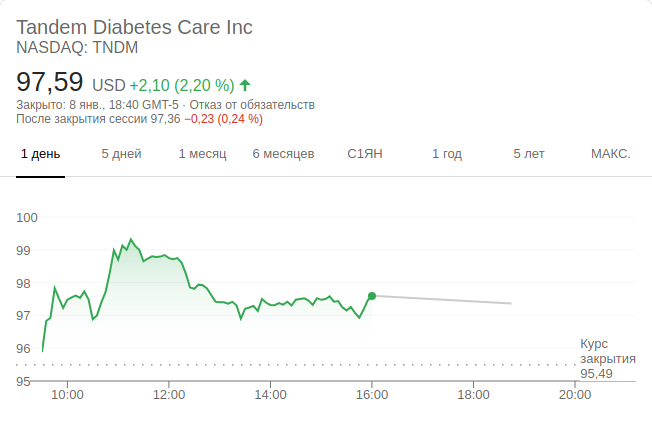 Tandem Diabetes Care Inc
NASDAQ: TNDM
97,59 USD +2,10 (2,20 %)
Закрыто: 8 янв., 18:40 GMT-5 · Отказ от обязательств
После закрытия сессии 97,36 −0,23 (0,24 %)
1 день 5 дней 1 месяц 6 месяцев С1ЯН 1 год 5 лет МАКС.
100
99
98
97
96
95
Курс
закрытия
95,49
10:00 12:00 14:00 16:00 18:00 20:00